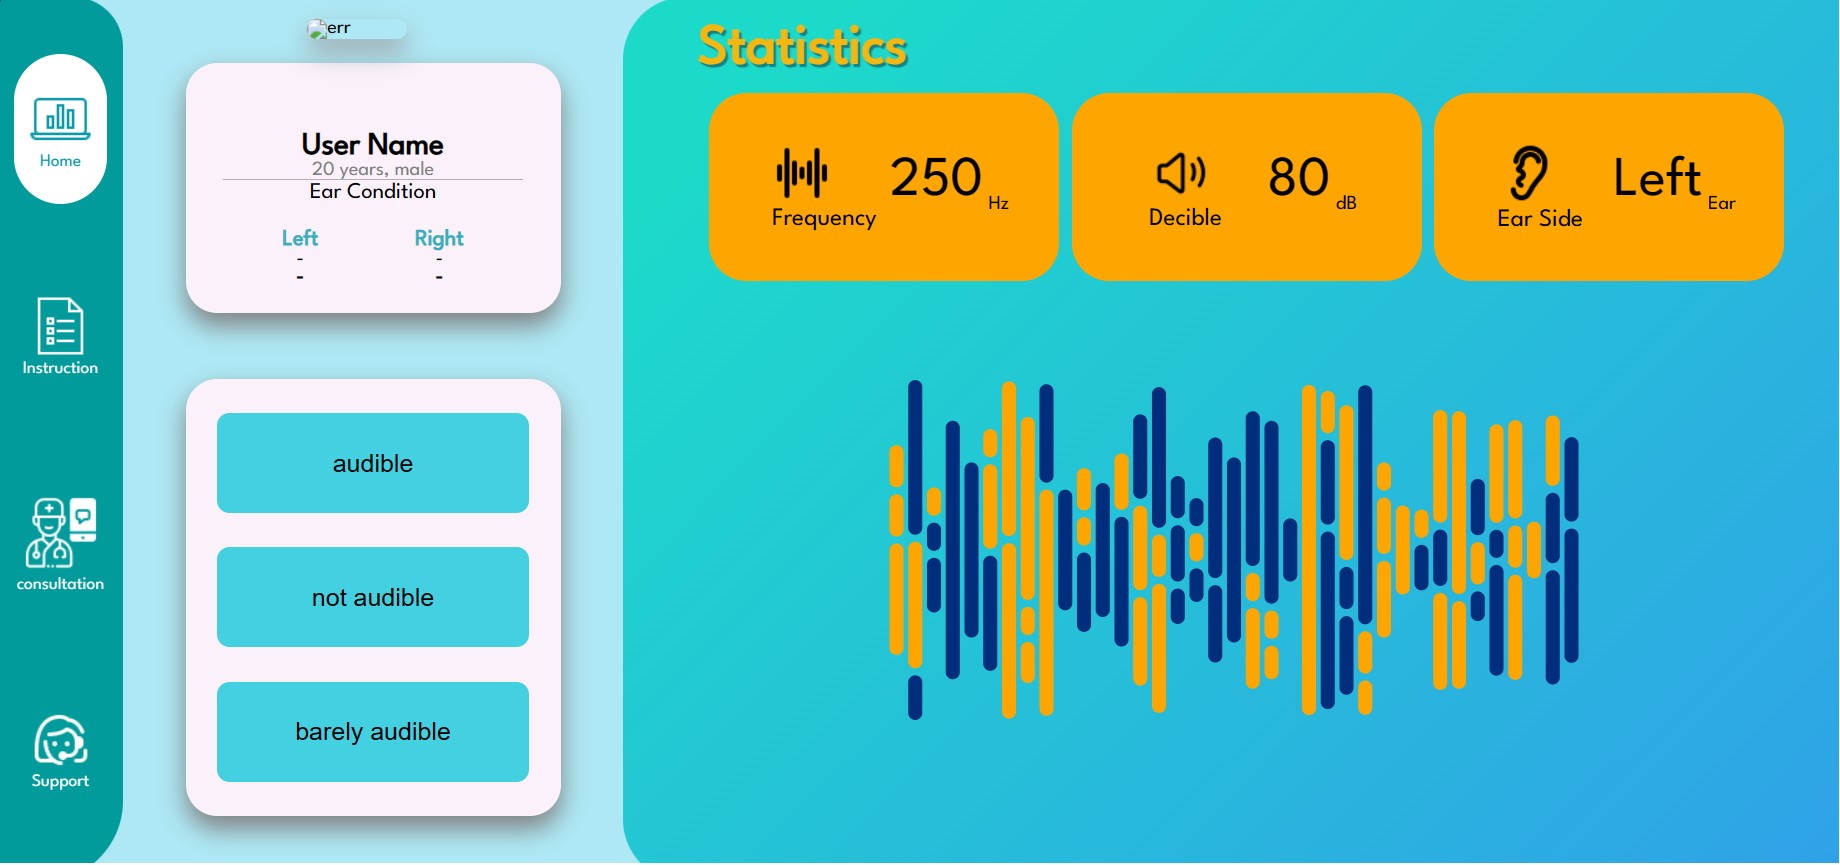 Home
Instruction
consultation
Support
err
User Name
20 years, male
Ear Condition
Left Right
- -
- -
audible
not audible
barely audible
Statistics
250 Hz
Frequency
80 dB
Decible
Left Ear
Ear Side